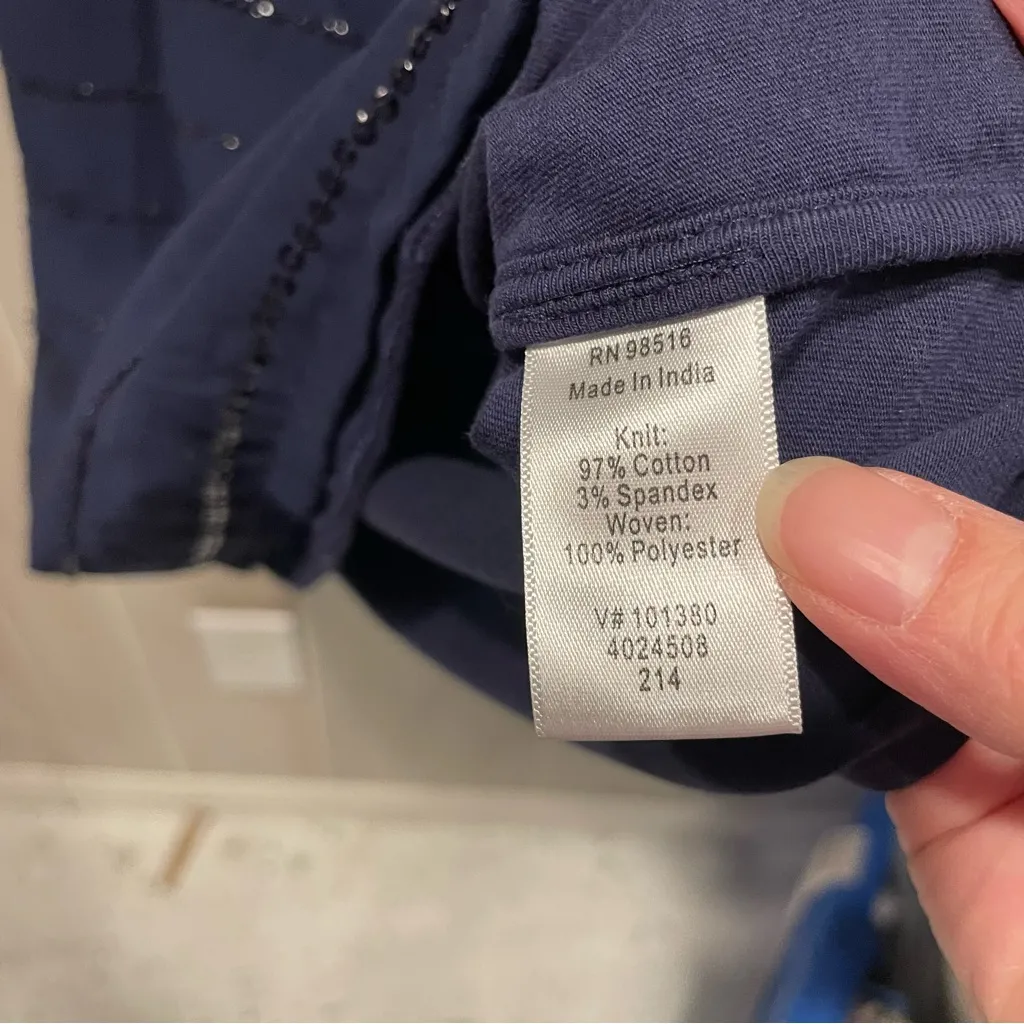 RN 98516
Made In India
Knit:
97% Cotton
3% Spandex
Woven:
100% Polyester
V# 101380
4024508
214